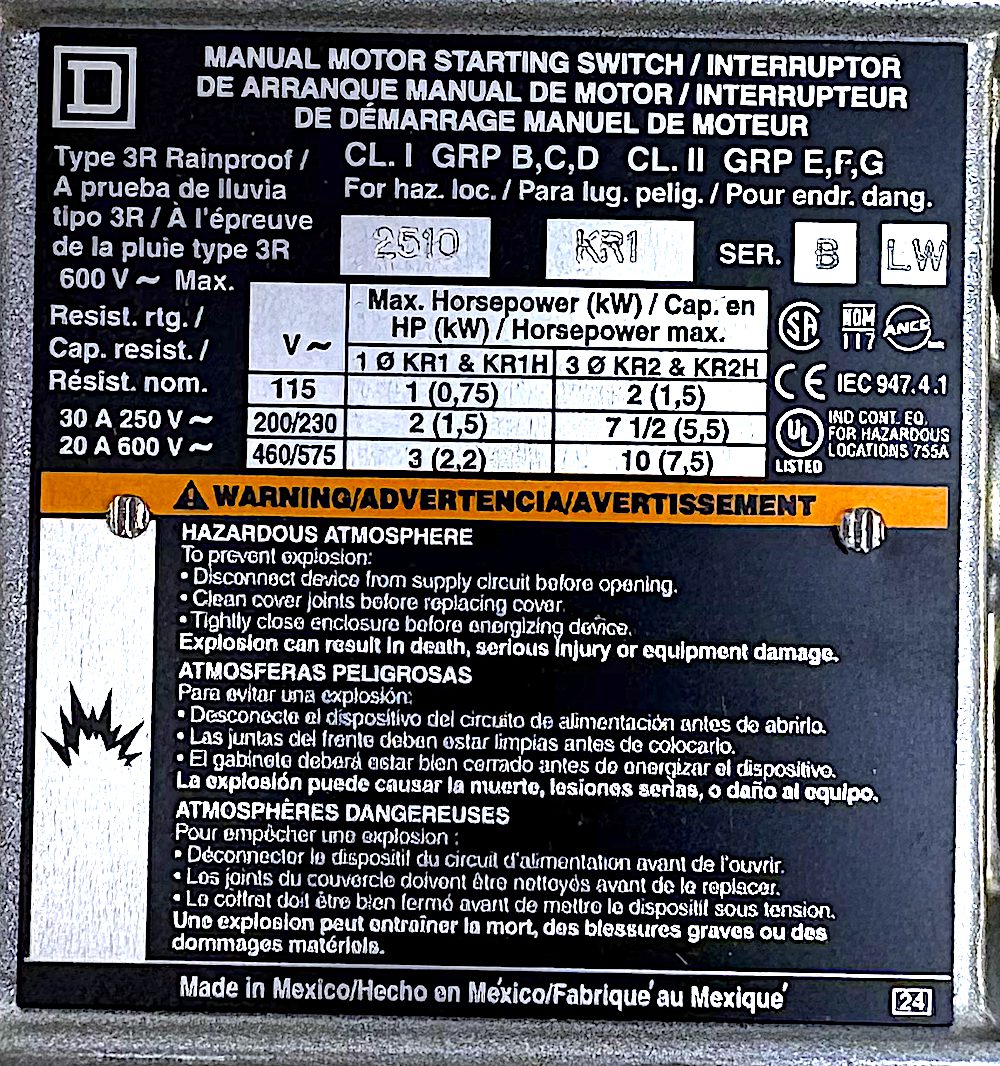 D
MANUAL MOTOR STARTING SWITCH / INTERRUPTOR
DE ARRANQUE MANUAL DE MOTOR / INTERRUPTEUR
DE DÉMARRAGE MANUEL DE MOTEUR
Type 3R Rainproof /
A prueba de lluvia
tipo 3R / À l'épreuve
de la pluie type 3R
600 V ~ Max.
CL. I GRP B,C,D CL. II GRP E,F,G
For haz. loc. / Para lug. pelig. / Pour endr. dang.
2510 KR1 SER. B LW
Resist. rtg. /
Cap. resist. /
Résist. nom.
30 A 250 V ~
20 A 600 V ~
V ~
Max. Horsepower (kW) / Cap. en
HP (kW) / Horsepower max.
1 Ø KR1 & KR1H 3 Ø KR2 & KR2H
115 1 (0,75) 2 (1,5)
200/230 2 (1,5) 7 1/2 (5,5)
460/575 3 (2,2) 10 (7,5)
SA NOM 117 ANCE
CE IEC 947.4.1
UL LISTED
IND CONT. EQ.
FOR HAZARDOUS
LOCATIONS 755A
WARNING/ADVERTENCIA/AVERTISSEMENT
HAZARDOUS ATMOSPHERE
To prevent explosion:
• Disconnect device from supply circuit before opening.
• Clean cover joints before replacing cover.
• Tightly close enclosure before energizing device.
Explosion can result in death, serious injury or equipment damage.
ATMOSFERAS PELIGROSAS
Para evitar una explosión:
• Desconecte el dispositivo del circuito de alimentación antes de abrirlo.
• Las juntas del frente deben estar limpias antes de colocarlo.
• El gabinete deberá estar bien cerrado antes de energizar el dispositivo.
La explosión puede causar la muerte, lesiones serias, o daño al equipo.
ATMOSPHÈRES DANGEREUSES
Pour empêcher une explosion :
• Déconnecter le dispositif du circuit d'alimentation avant de l'ouvrir.
• Les joints du couvercle doivent être nettoyés avant de le replacer.
• Le coffret doit être bien fermé avant de mettre le dispositif sous tension.
Une explosion peut entraîner la mort, des blessures graves ou des
dommages matériels.
Made in Mexico/Hecho en México/Fabriqué au Mexique
24